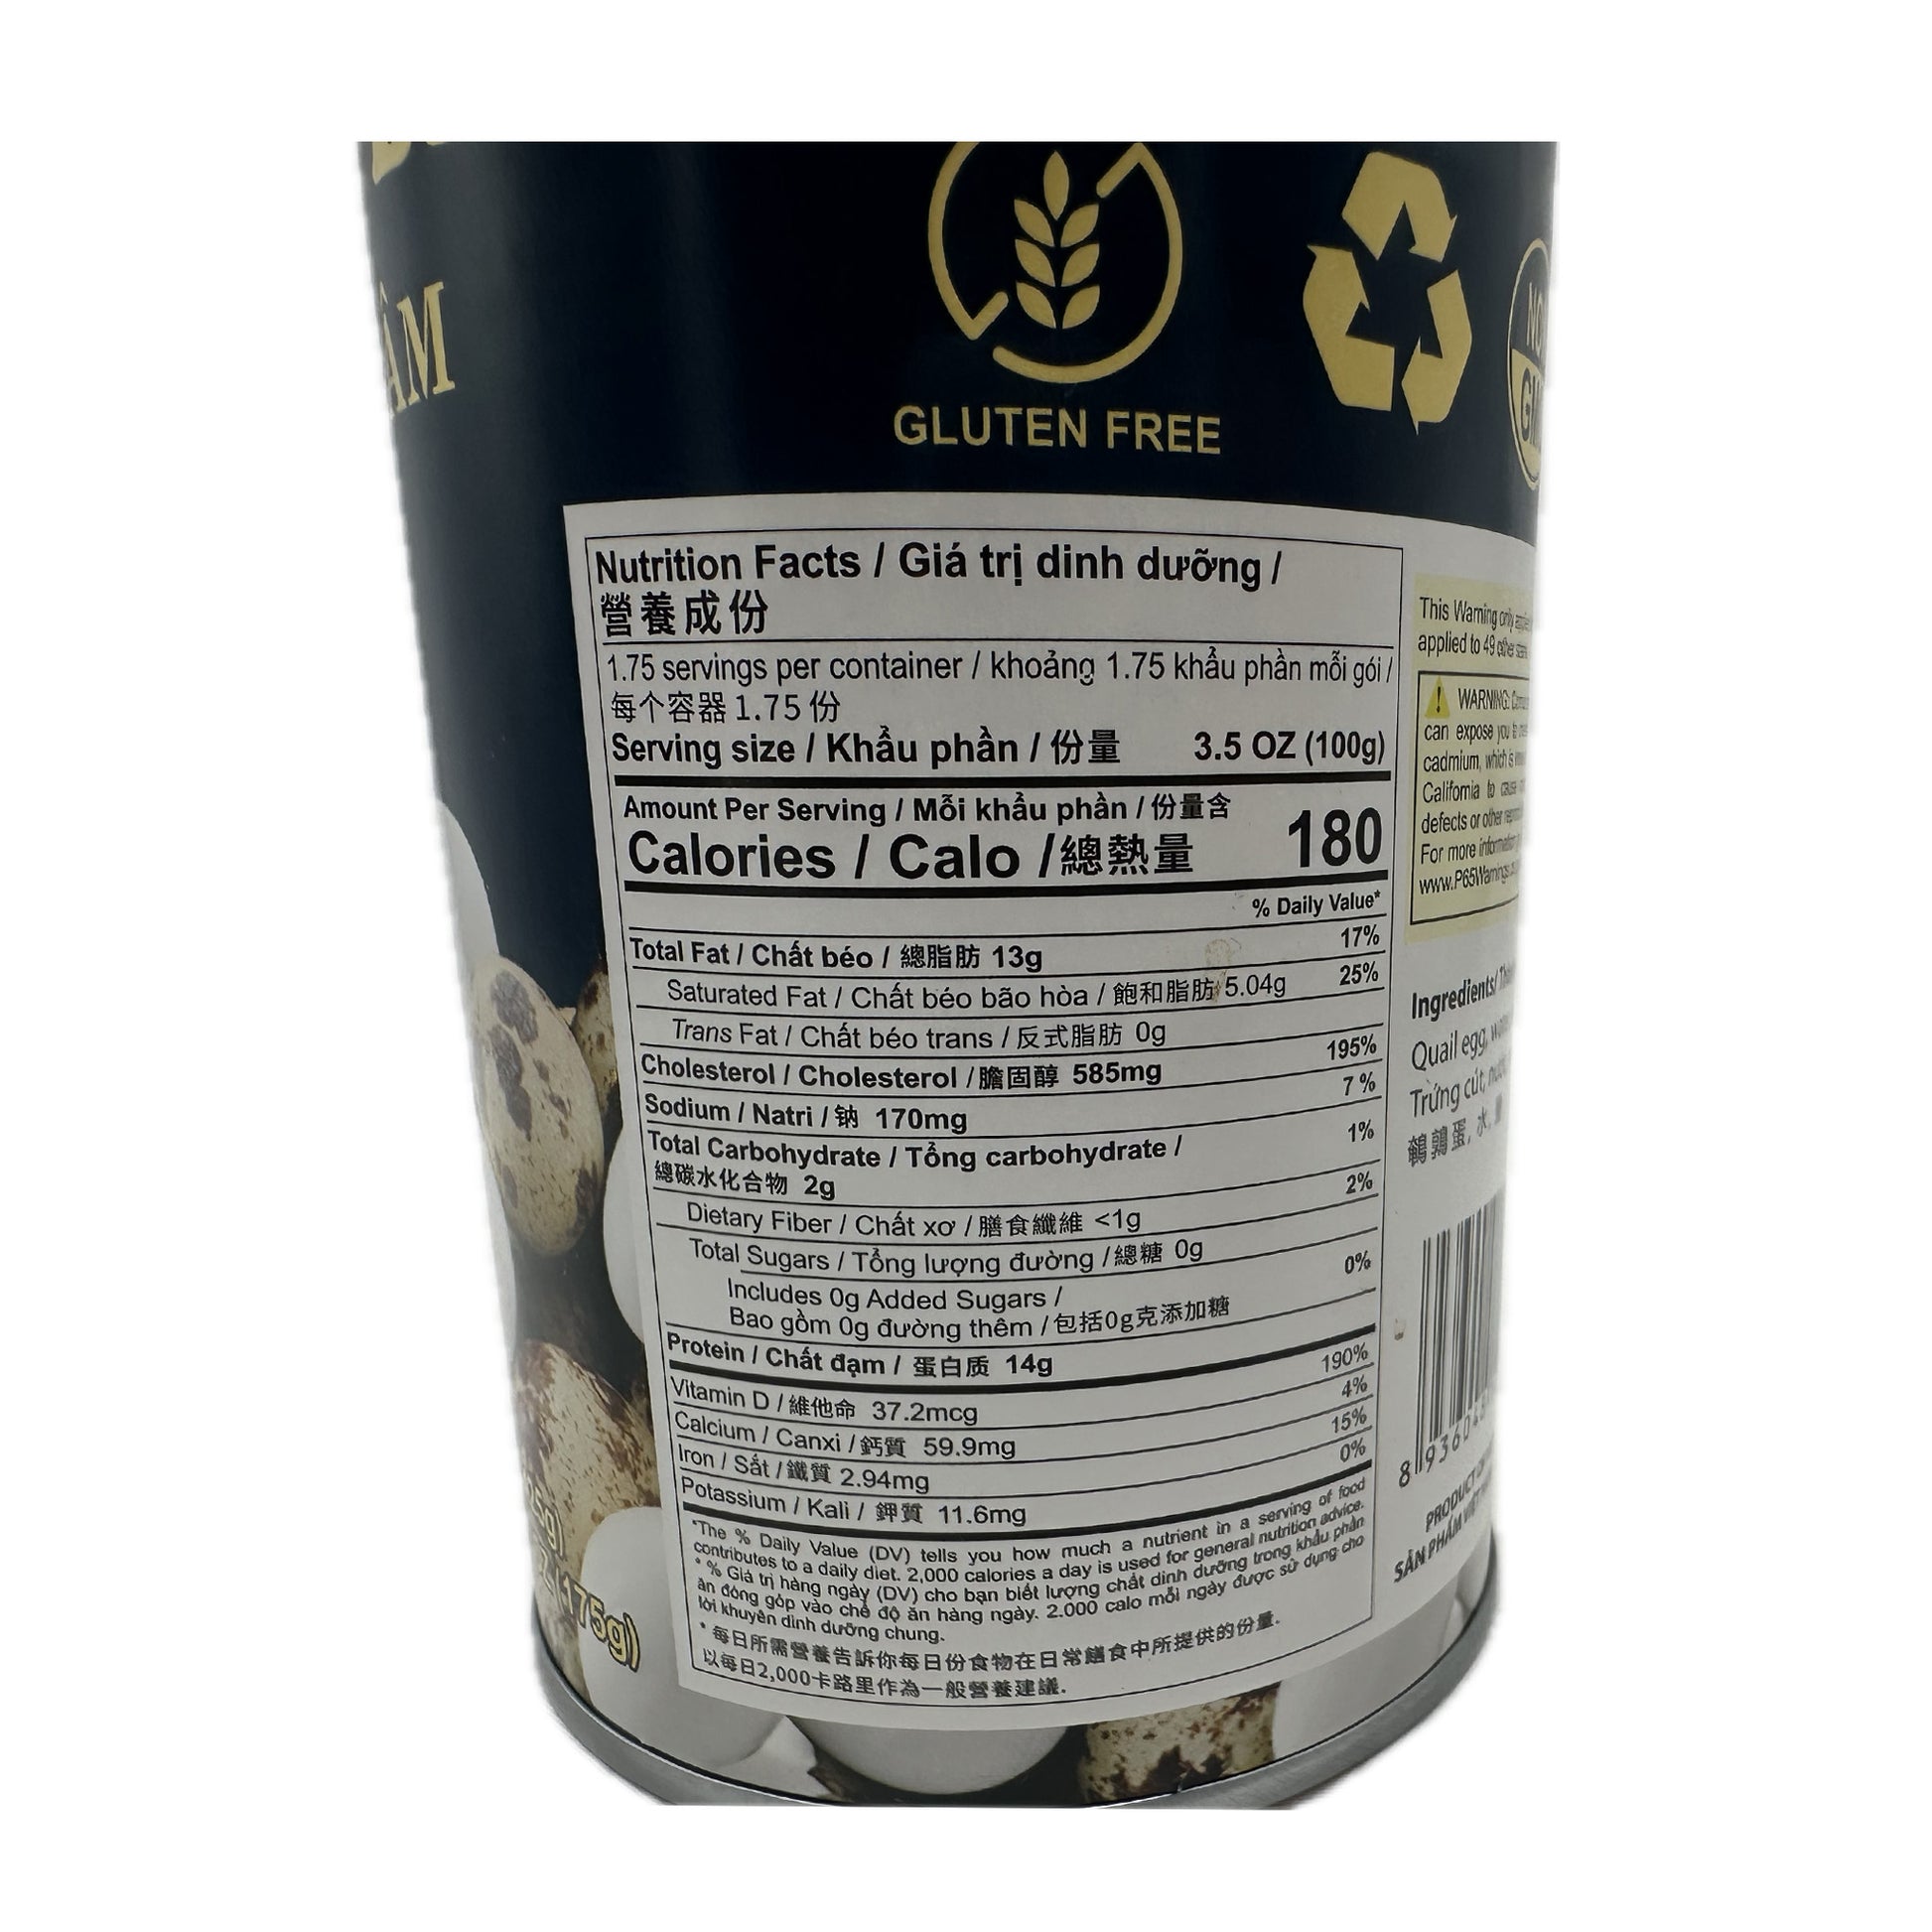 ÂM
GLUTEN FREE
Nutrition Facts / Giá trị dinh dưỡng /
營養成份
1.75 servings per container / khoảng 1.75 khẩu phần mỗi gói /
每个容器 1.75 份
Serving size / Khẩu phần / 份量 3.5 OZ (100g)
Amount Per Serving / Mỗi khẩu phần / 份量含
Calories / Calo /總熱量 180
% Daily Value*
Total Fat / Chất béo / 總脂肪 13g 17%
Saturated Fat / Chất béo bão hòa / 飽和脂肪 5.04g 25%
Trans Fat / Chất béo trans / 反式脂肪 0g
Cholesterol / Cholesterol /膽固醇 585mg 195%
Sodium / Natri / 钠 170mg 7 %
Total Carbohydrate / Tổng carbohydrate /
總碳水化合物 2g 1%
Dietary Fiber / Chất xơ / 膳食纖維 <1g 2%
Total Sugars / Tổng lượng đường /總糖 0g
Includes 0g Added Sugars /
Bao gồm 0g đường thêm /包括0g克添加糖 0%
Protein / Chất đạm / 蛋白质 14g
Vitamin D / 維他命 37.2mcg 190%
Calcium / Canxi / 鈣質 59.9mg 4%
Iron / Sắt / 鐵質 2.94mg 15%
Potassium / Kali / 鉀質 11.6mg 0%
*The % Daily Value (DV) tells you how much a nutrient in a serving of food
contributes to a daily diet. 2,000 calories a day is used for general nutrition advice.
* % Giá trị hàng ngày (DV) cho bạn biết lượng chất dinh dưỡng trong khẩu phần
ăn đóng góp vào chế độ ăn hàng ngày. 2.000 calo mỗi ngày được sử dụng cho
lời khuyên dinh dưỡng chung.
* 每日所需營養告訴你每日份食物在日常膳食中所提供的份量.
以每日2,000卡路里作為一般營養建議.
This Warning only
applied to 49 other
WARNING:
can expose you to
cadmium, which is
California to cause
defects or other
For more information
www.P65Warnings
Ingredients/
Quail egg,
Trứng cút,
鵪鶉蛋, 水,
8 936
PRODUCT
SẢN PHẨM
(175g)